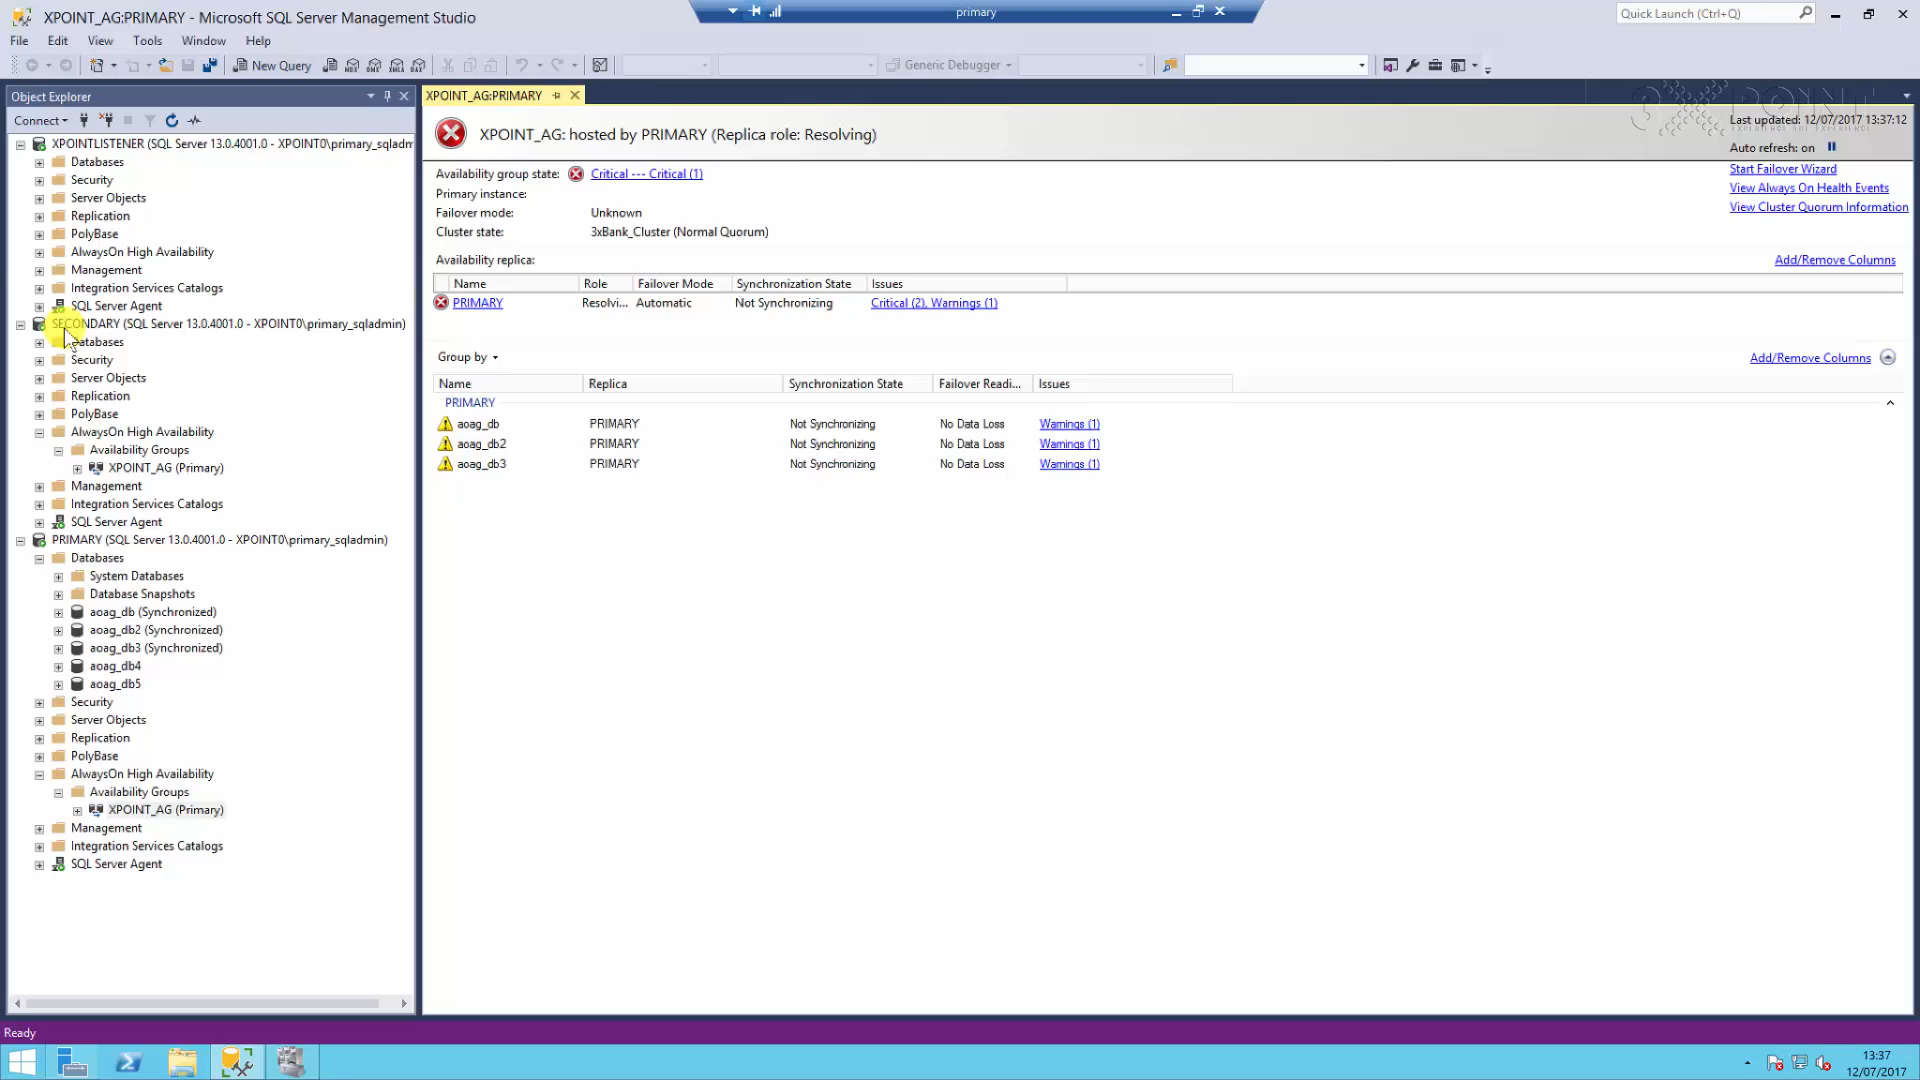 XPOINT_AG:PRIMARY - Microsoft SQL Server Management Studio
primary
Quick Launch (Ctrl+Q)
File Edit View Tools Window Help
New Query
Generic Debugger
Object Explorer
XPOINT_AG:PRIMARY
Connect
XPOINTLISTENER (SQL Server 13.0.4001.0 - XPOINT0\primary_sqladm
Databases
Security
Server Objects
Replication
PolyBase
AlwaysOn High Availability
Management
Integration Services Catalogs
SQL Server Agent
SECONDARY (SQL Server 13.0.4001.0 - XPOINT0\primary_sqladmin)
Databases
Security
Server Objects
Replication
PolyBase
AlwaysOn High Availability
Availability Groups
XPOINT_AG (Primary)
Management
Integration Services Catalogs
SQL Server Agent
PRIMARY (SQL Server 13.0.4001.0 - XPOINT0\primary_sqladmin)
Databases
System Databases
Database Snapshots
aoag_db (Synchronized)
aoag_db2 (Synchronized)
aoag_db3 (Synchronized)
aoag_db4
aoag_db5
Security
Server Objects
Replication
PolyBase
AlwaysOn High Availability
Availability Groups
XPOINT_AG (Primary)
Management
Integration Services Catalogs
SQL Server Agent
XPOINT_AG: hosted by PRIMARY (Replica role: Resolving)
3XPOINT
Last updated: 12/07/2017 13:37:12
Auto refresh: on
Start Failover Wizard
View Always On Health Events
View Cluster Quorum Information
Availability group state: Critical --- Critical (1)
Primary instance:
Failover mode: Unknown
Cluster state: 3xBank_Cluster (Normal Quorum)
Availability replica:
Add/Remove Columns
Name Role Failover Mode Synchronization State Issues
PRIMARY Resolvi... Automatic Not Synchronizing Critical (2), Warnings (1)
Group by
Add/Remove Columns
Name Replica Synchronization State Failover Readi... Issues
PRIMARY
aoag_db PRIMARY Not Synchronizing No Data Loss Warnings (1)
aoag_db2 PRIMARY Not Synchronizing No Data Loss Warnings (1)
aoag_db3 PRIMARY Not Synchronizing No Data Loss Warnings (1)
Ready
13:37
12/07/2017